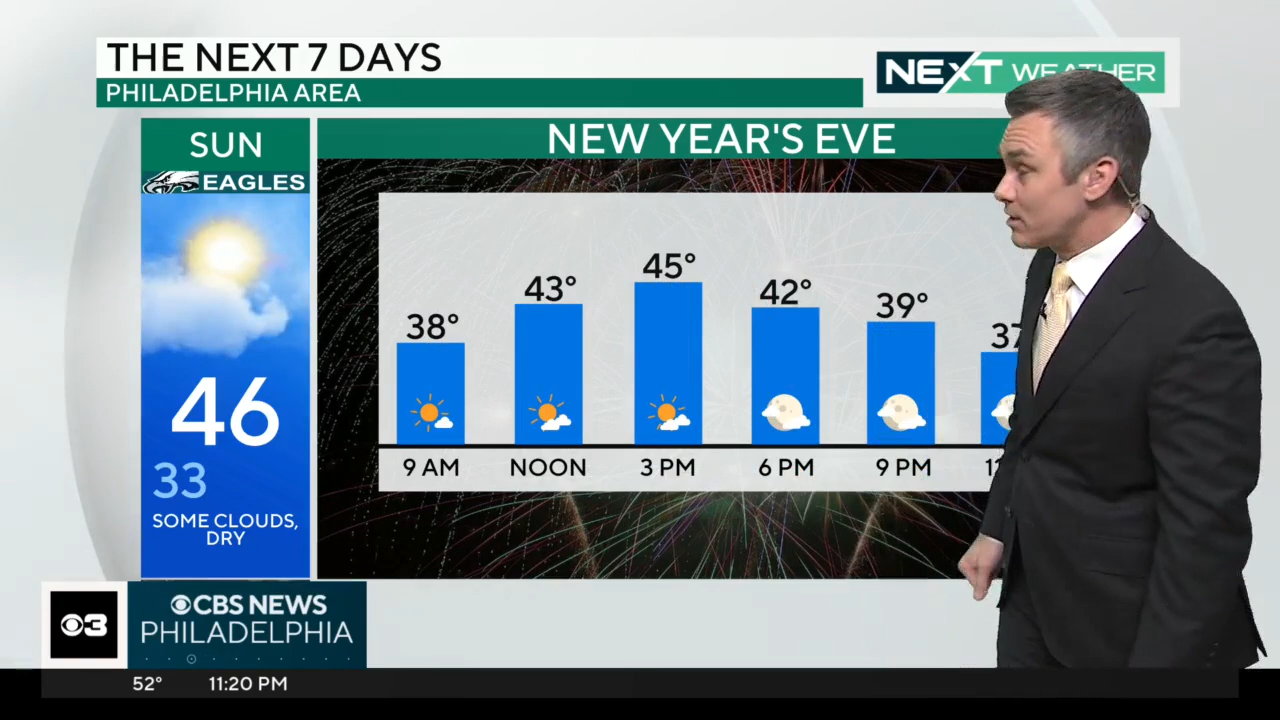 THE NEXT 7 DAYS
PHILADELPHIA AREA
NEXT WEATHER
SUN
EAGLES
46
33
SOME CLOUDS,
DRY
NEW YEAR'S EVE
38° 43° 45° 42° 39° 37
9 AM NOON 3 PM 6 PM 9 PM
3
CBS NEWS
PHILADELPHIA
52° 11:20 PM